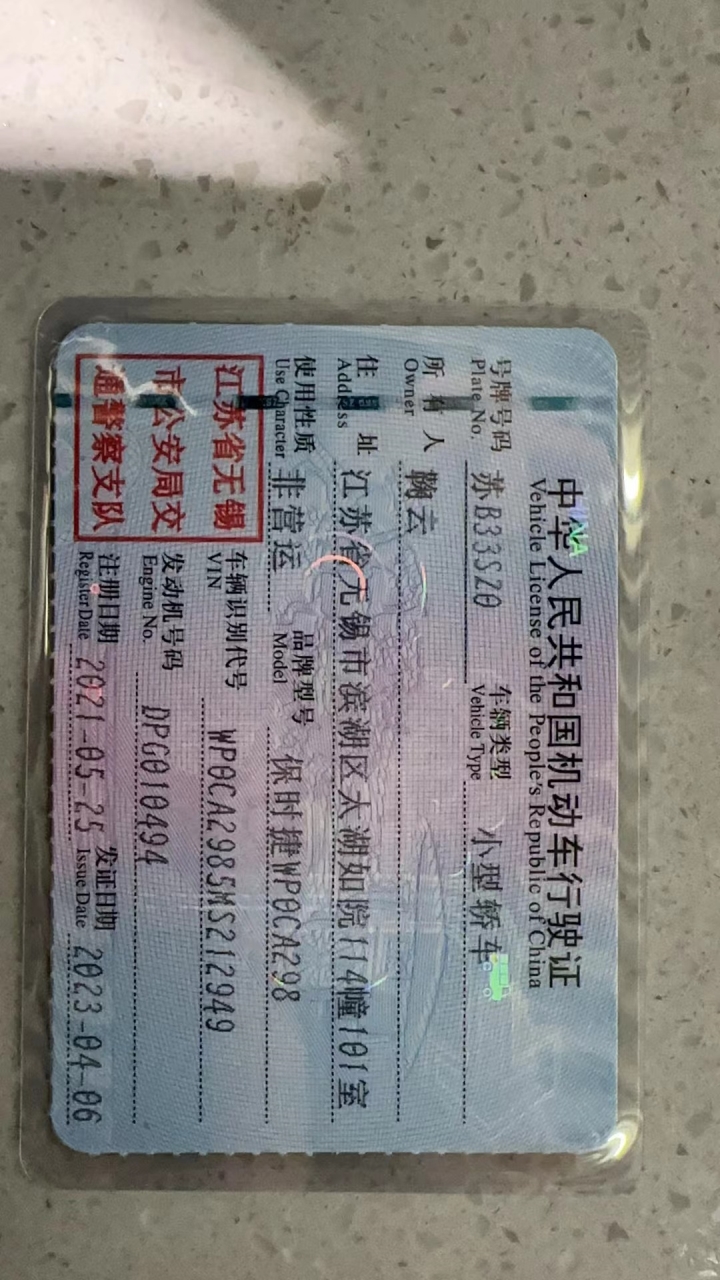 中华人民共和国机动车行驶证
Vehicle License of the People's Republic of China
号牌号码 苏B33SZ0 车辆类型 小型轿车
Plate No. Vehicle Type
所有人 鞠云
Owner
住址 江苏省无锡市滨湖区太湖如院114幢101室
Address
使用性质 非营运 品牌型号 保时捷WP0CA298
Use Character Model
江苏省无锡
市公安局交
通警察支队
车辆识别代号 WP0CA2985MS212949
VIN
发动机号码 DPG010494
Engine No.
注册日期 2021-05-25 发证日期 2023-04-06
Register Date Issue Date